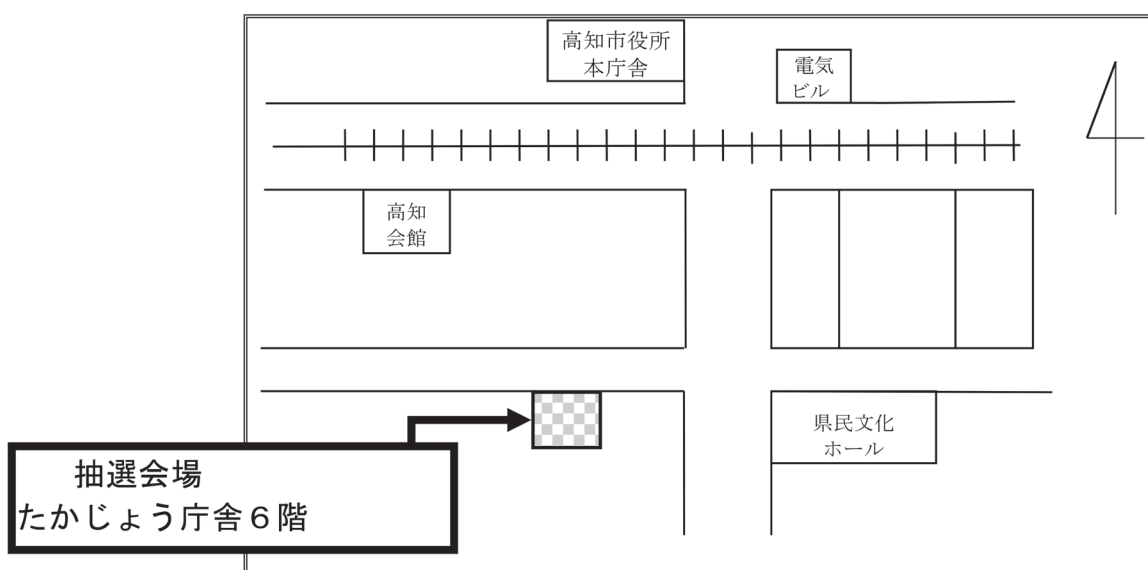 高知市役所
本庁舎
電気
ビル
高知
会館
県民文化
ホール
抽選会場
たかじょう庁舎６階